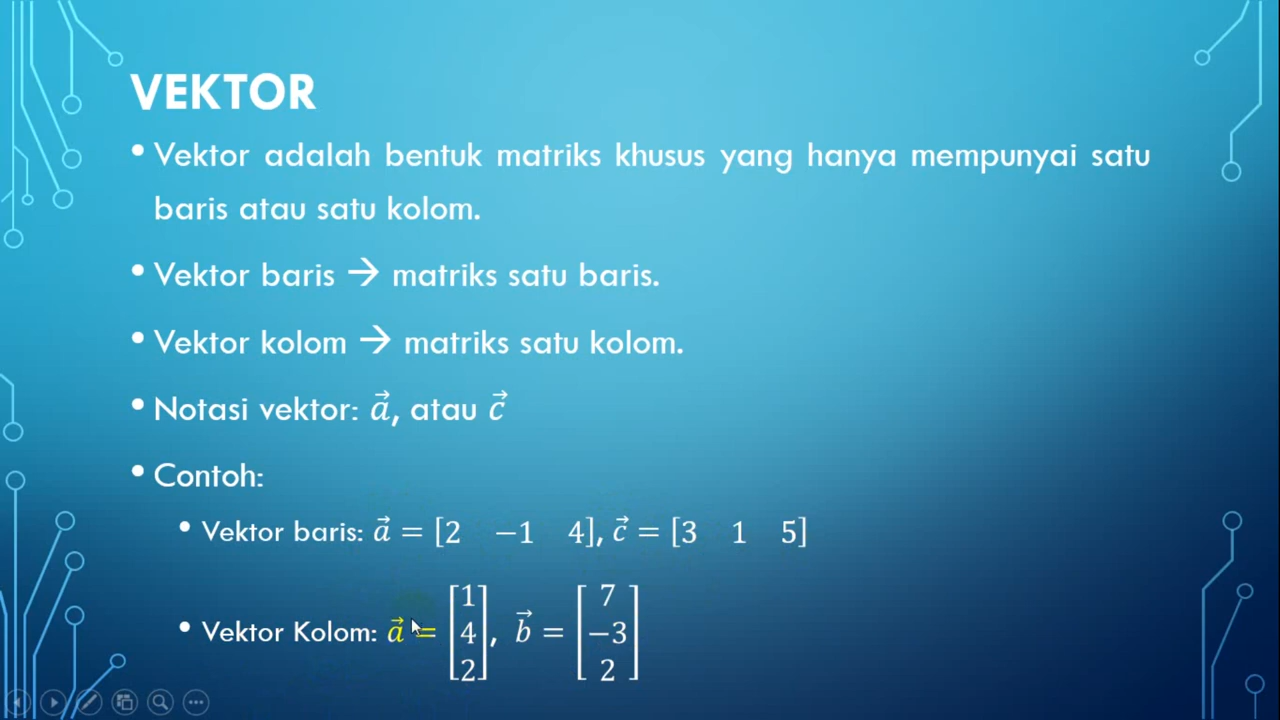 VEKTOR
• Vektor adalah bentuk matriks khusus yang hanya mempunyai satu
baris atau satu kolom.
• Vektor baris → matriks satu baris.
• Vektor kolom → matriks satu kolom.
• Notasi vektor: a⃗, atau c⃗
• Contoh:
• Vektor baris: a⃗ = [2 −1 4], c⃗ = [3 1 5]
• Vektor Kolom: a⃗ = [1 4 2], b⃗ = [7 −3 2]